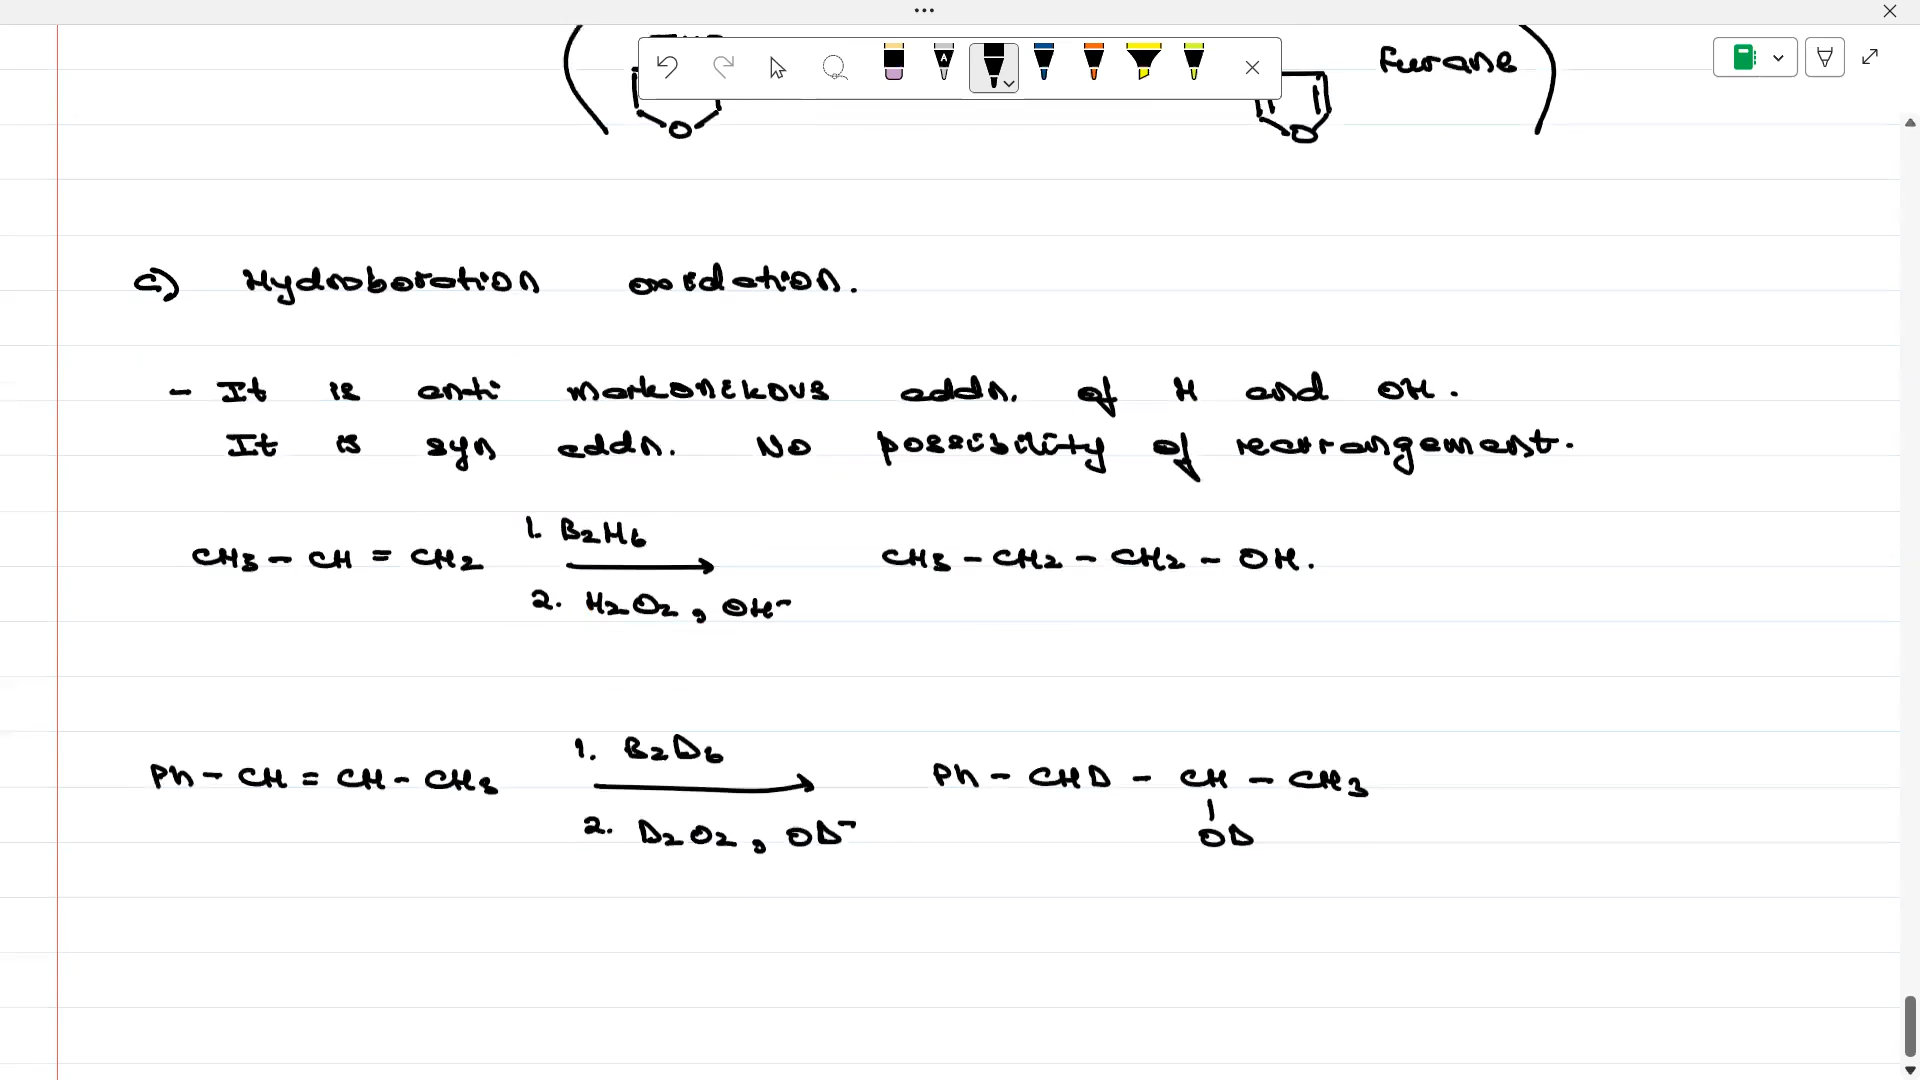 Furane
O O
c) Hydroboration oxidation.
- It is anti markonikovs addn. of H and OH.
It is syn addn. No possibility of rearrangement.
1. B2H6
CH3 - CH = CH2 CH3 - CH2 - CH2 - OH.
2. H2O2, OH-
1. B2D6
Ph - CH = CH - CH3 Ph - CHD - CH - CH3
2. D2O2, OD- OD